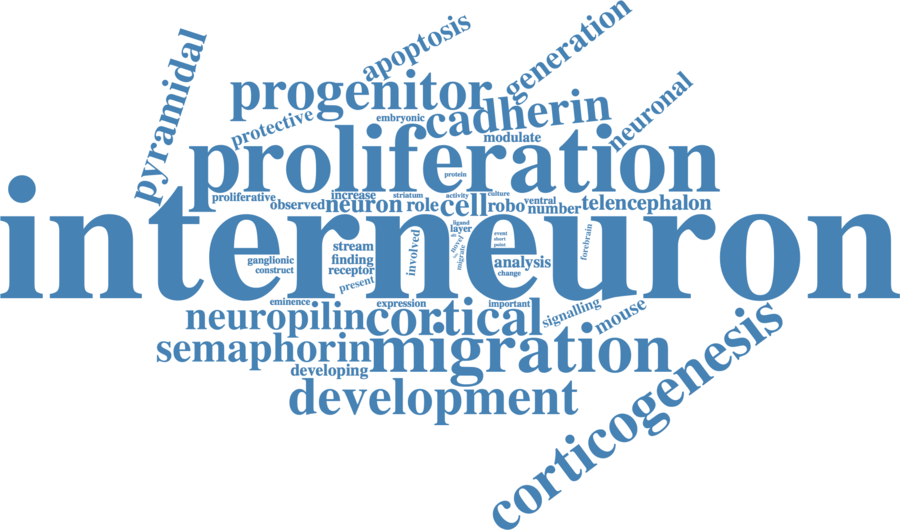 pyramidal
apoptosis
generation
progenitor
protective
embryonic
cadherin
modulate
neuronal
proliferation
protein
proliferative
observed
increase
neuron
striatum
role
activity
cell
culture
robo
ventral
number
telencephalon
interneuron
ligand
layer
stream
finding
receptor
ganglionic
construct
present
involved
novel
migrate
event
short
point
analysis
change
forebrain
eminence
expression
important
signalling
mouse
neuropilin
cortical
semaphorin
migration
developing
development
corticogenesis